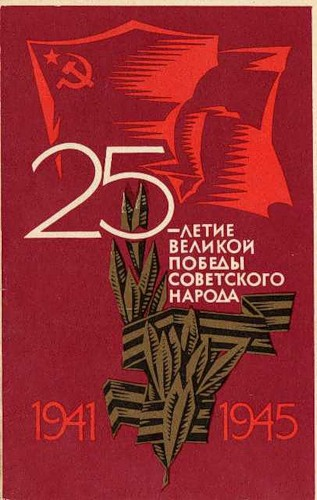 25
-ЛЕТИЕ
ВЕЛИКОЙ
ПОБЕДЫ
СОВЕТСКОГО
НАРОДА
1941 1945